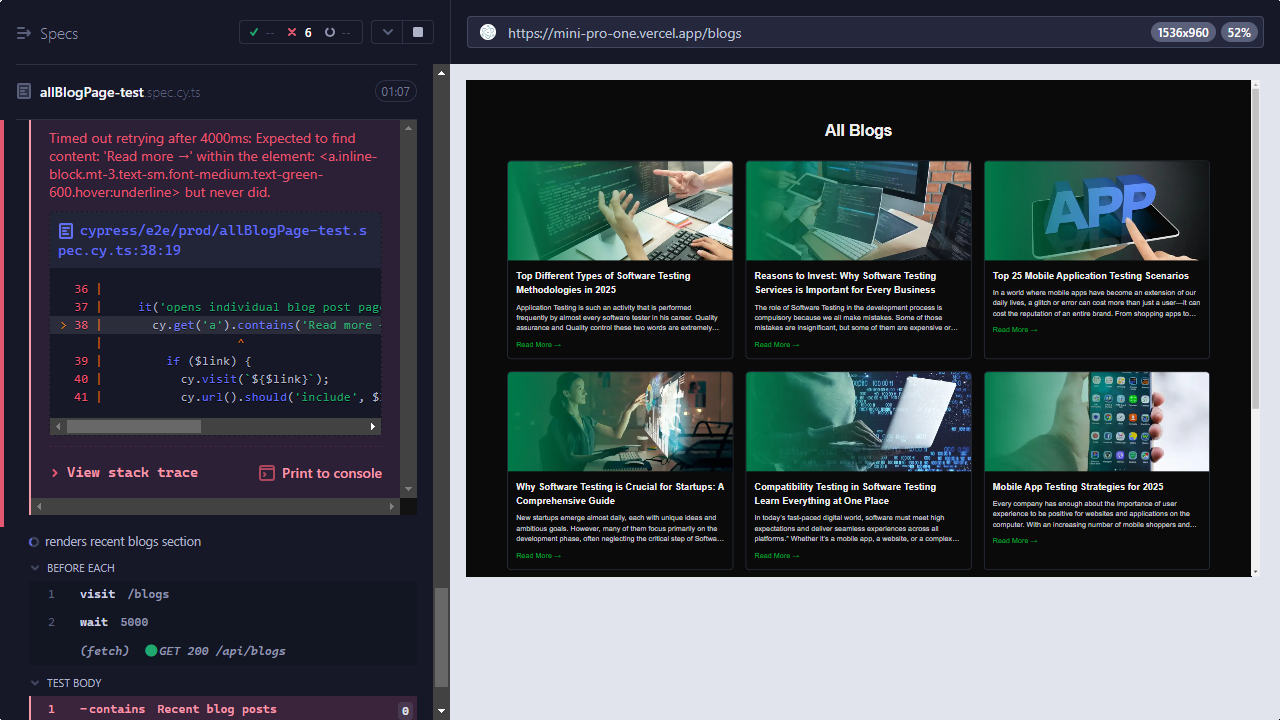 Specs
-- 6 --
https://mini-pro-one.vercel.app/blogs
1536x960 52%
allBlogPage-test.spec.cy.ts 01:07
Timed out retrying after 4000ms: Expected to find
content: 'Read more →' within the element: <a.inline-
block.mt-3.text-sm.font-medium.text-green-
600.hover:underline> but never did.
cypress/e2e/prod/allBlogPage-test.s
pec.cy.ts:38:19
36 |
37 | it('opens individual blog post page
> 38 | cy.get('a').contains('Read more
| ^
39 | if ($link) {
40 | cy.visit(`${$link}`);
41 | cy.url().should('include', $
View stack trace
Print to console
renders recent blogs section
BEFORE EACH
1 visit /blogs
2 wait 5000
(fetch) GET 200 /api/blogs
TEST BODY
1 -contains Recent blog posts 0
All Blogs
APP
Top Different Types of Software Testing
Methodologies in 2025
Application Testing is such an activity that is performed
frequently by almost every software tester in his career. Quality
assurance and Quality control these two words are extremely…
Read More →
Reasons to Invest: Why Software Testing
Services is Important for Every Business
The role of Software Testing in the development process is
compulsory because we all make mistakes. Some of those
mistakes are insignificant, but some of them are expensive or…
Read More →
Top 25 Mobile Application Testing Scenarios
In a world where mobile apps have become an extension of our
daily lives, a glitch or error can cost more than just a user—it can
cost the reputation of an entire brand. From shopping apps to…
Read More →
Why Software Testing is Crucial for Startups: A
Comprehensive Guide
New startups emerge almost daily, each with unique ideas and
ambitious goals. However, many of them focus primarily on the
development phase, often neglecting the critical step of Softwa…
Read More →
Compatibility Testing in Software Testing
Learn Everything at One Place
In today's fast-paced digital world, software must meet high
expectations and deliver seamless experiences across all
platforms." Whether it's a mobile app, a website, or a complex…
Read More →
Mobile App Testing Strategies for 2025
Every company has enough about the importance of user
experience to be positive for websites and applications on the
computer. With an increasing number of mobile shoppers and…
Read More →